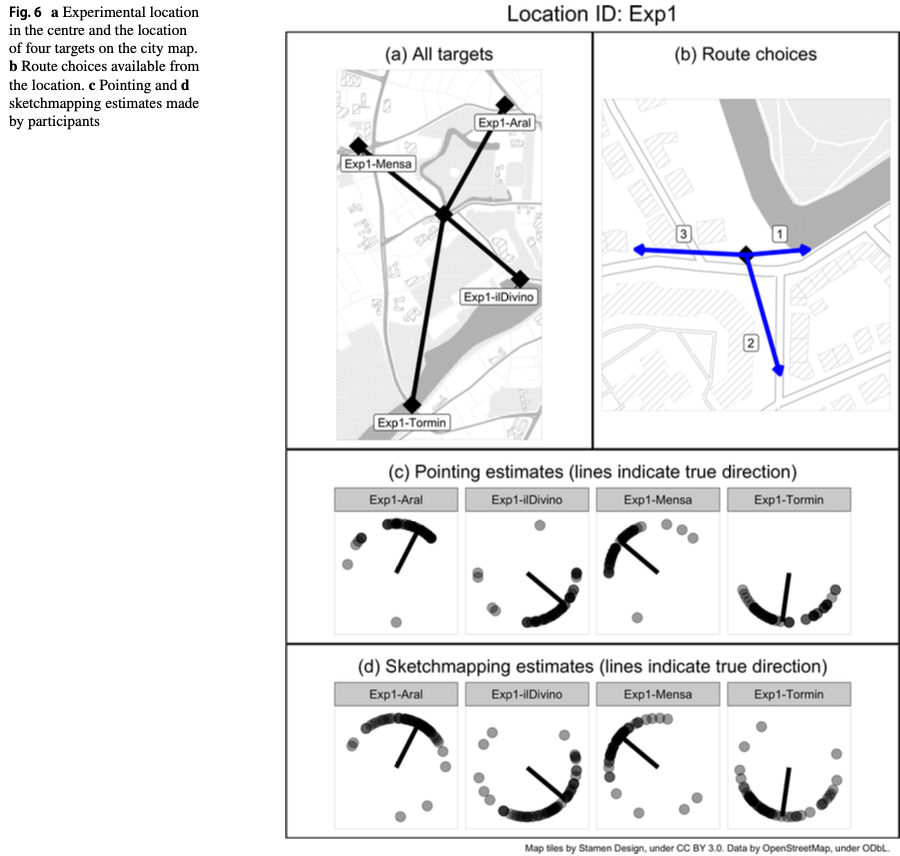 Fig. 6 a Experimental location
in the centre and the location
of four targets on the city map.
b Route choices available from
the location. c Pointing and d
sketchmapping estimates made
by participants
Location ID: Exp1
(a) All targets
Exp1-Aral
Exp1-Mensa
Exp1-ilDivino
Exp1-Tormin
(b) Route choices
3
1
2
(c) Pointing estimates (lines indicate true direction)
Exp1-Aral Exp1-ilDivino Exp1-Mensa Exp1-Tormin
(d) Sketchmapping estimates (lines indicate true direction)
Exp1-Aral Exp1-ilDivino Exp1-Mensa Exp1-Tormin
Map tiles by Stamen Design, under CC BY 3.0. Data by OpenStreetMap, under ODbL.